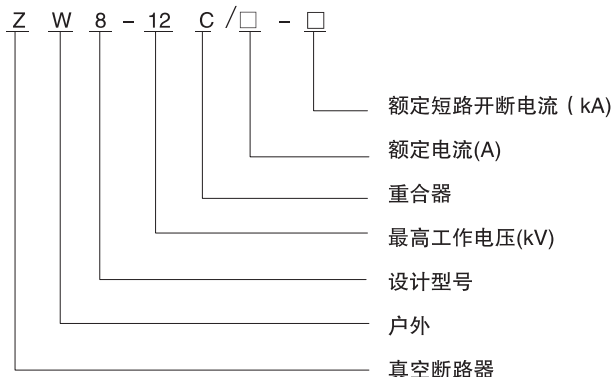 Z W 8 - 12 C / □ - □
额定短路开断电流（kA)
额定电流(A)
重合器
最高工作电压(kV)
设计型号
户外
真空断路器